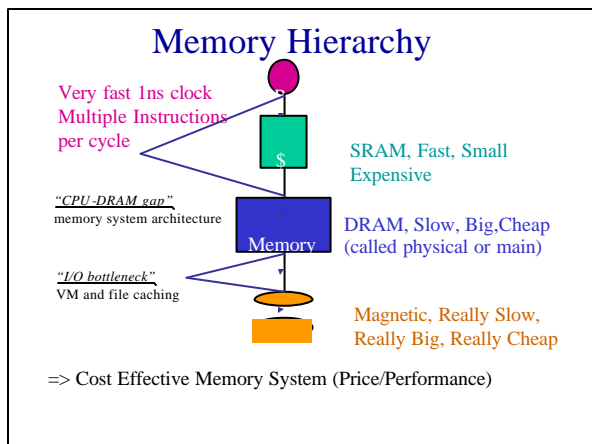 Memory Hierarchy
Very fast 1ns clock
Multiple Instructions
per cycle
$
SRAM, Fast, Small
Expensive
"CPU-DRAM gap"
memory system architecture
Memory
DRAM, Slow, Big,Cheap
(called physical or main)
"I/O bottleneck"
VM and file caching
Magnetic, Really Slow,
Really Big, Really Cheap
=> Cost Effective Memory System (Price/Performance)